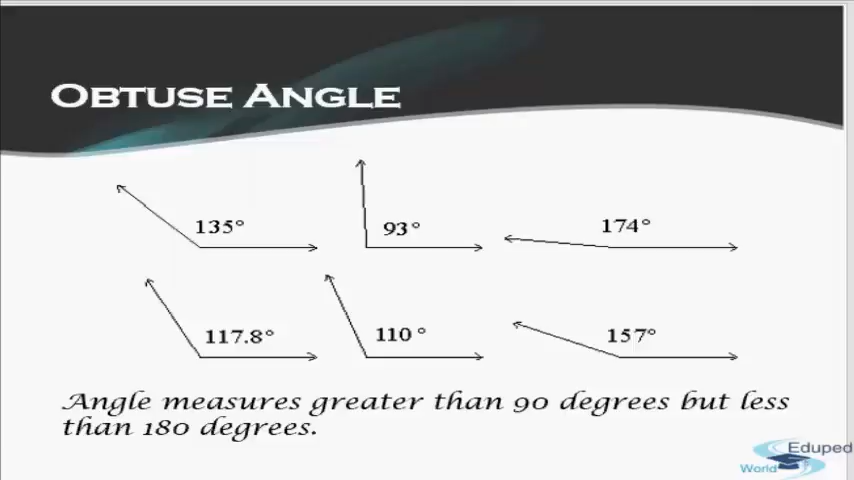 OBTUSE ANGLE
135°
93°
174°
117.8°
110°
157°
Angle measures greater than 90 degrees but less
than 180 degrees.
Eduped
World